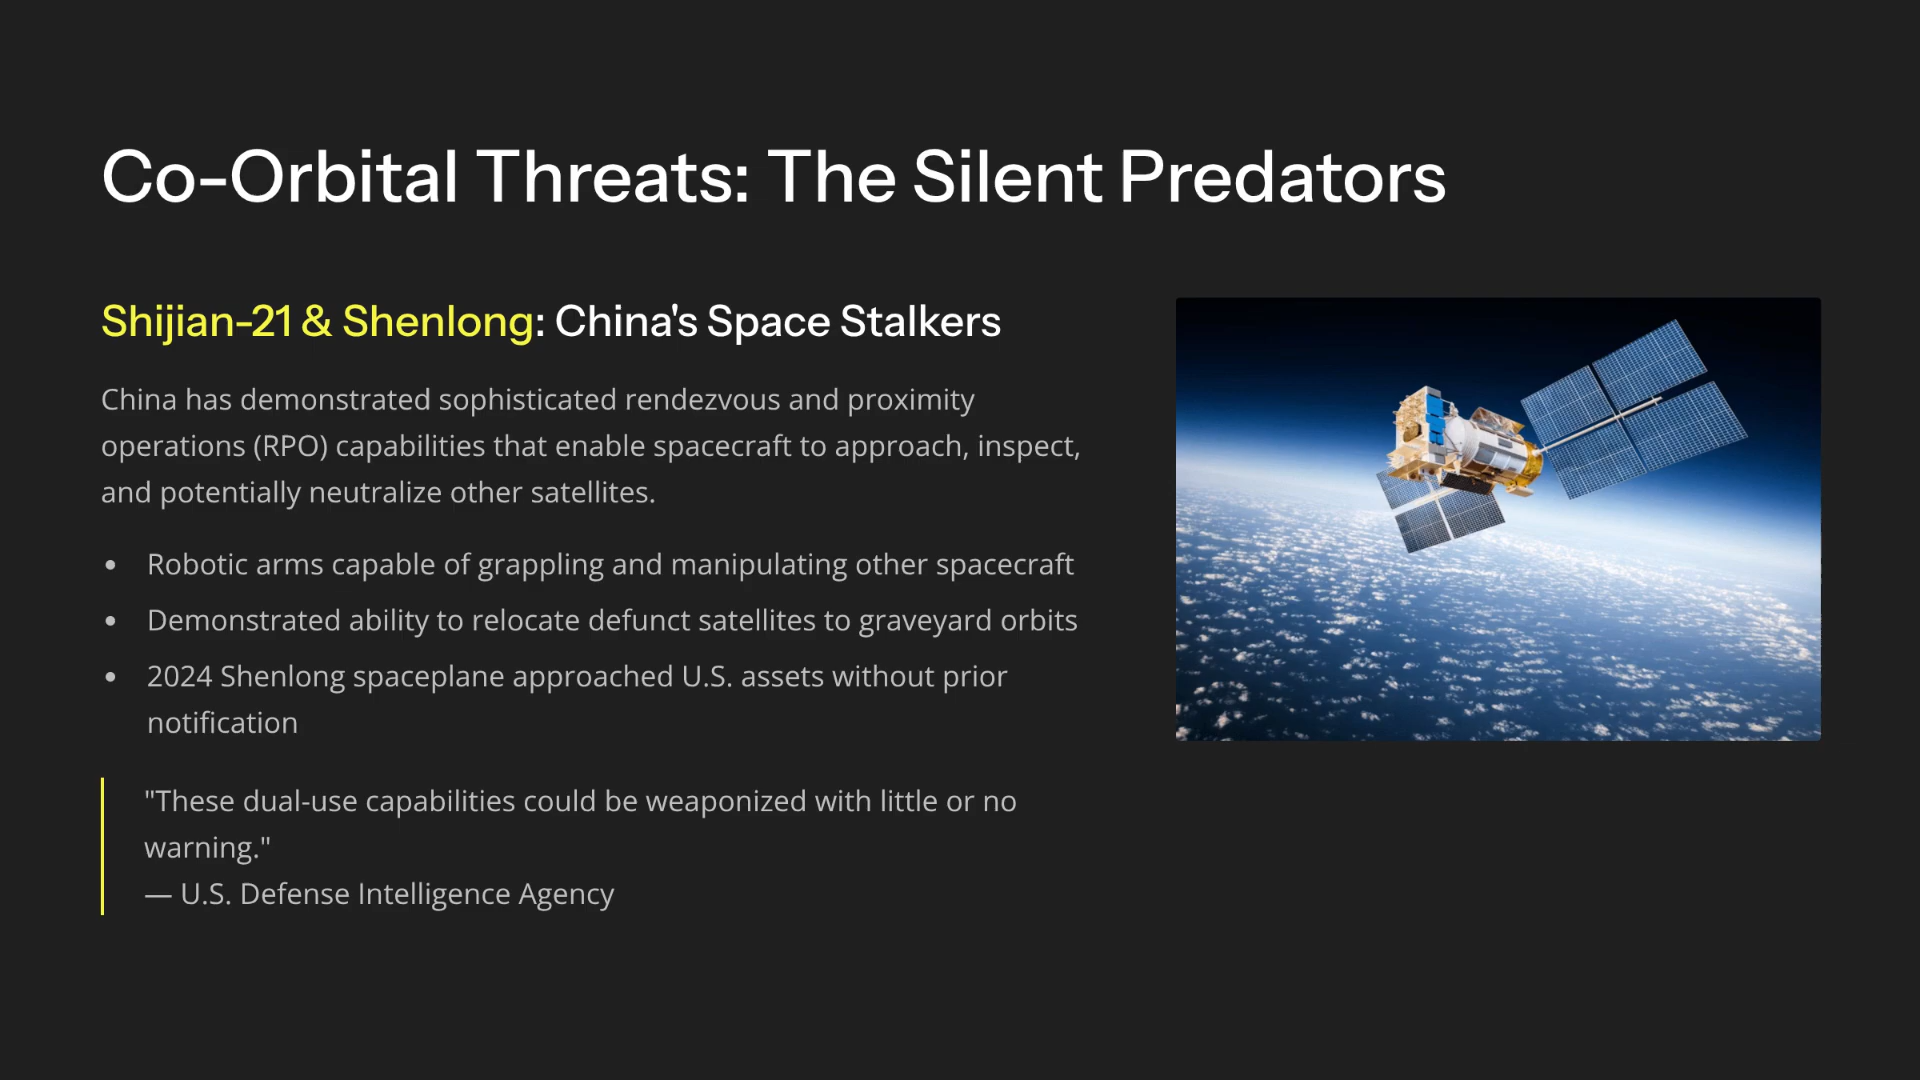 Co-Orbital Threats: The Silent Predators
Shijian-21 & Shenlong: China's Space Stalkers
China has demonstrated sophisticated rendezvous and proximity
operations (RPO) capabilities that enable spacecraft to approach, inspect,
and potentially neutralize other satellites.
• Robotic arms capable of grappling and manipulating other spacecraft
• Demonstrated ability to relocate defunct satellites to graveyard orbits
• 2024 Shenlong spaceplane approached U.S. assets without prior
notification
"These dual-use capabilities could be weaponized with little or no
warning."
— U.S. Defense Intelligence Agency